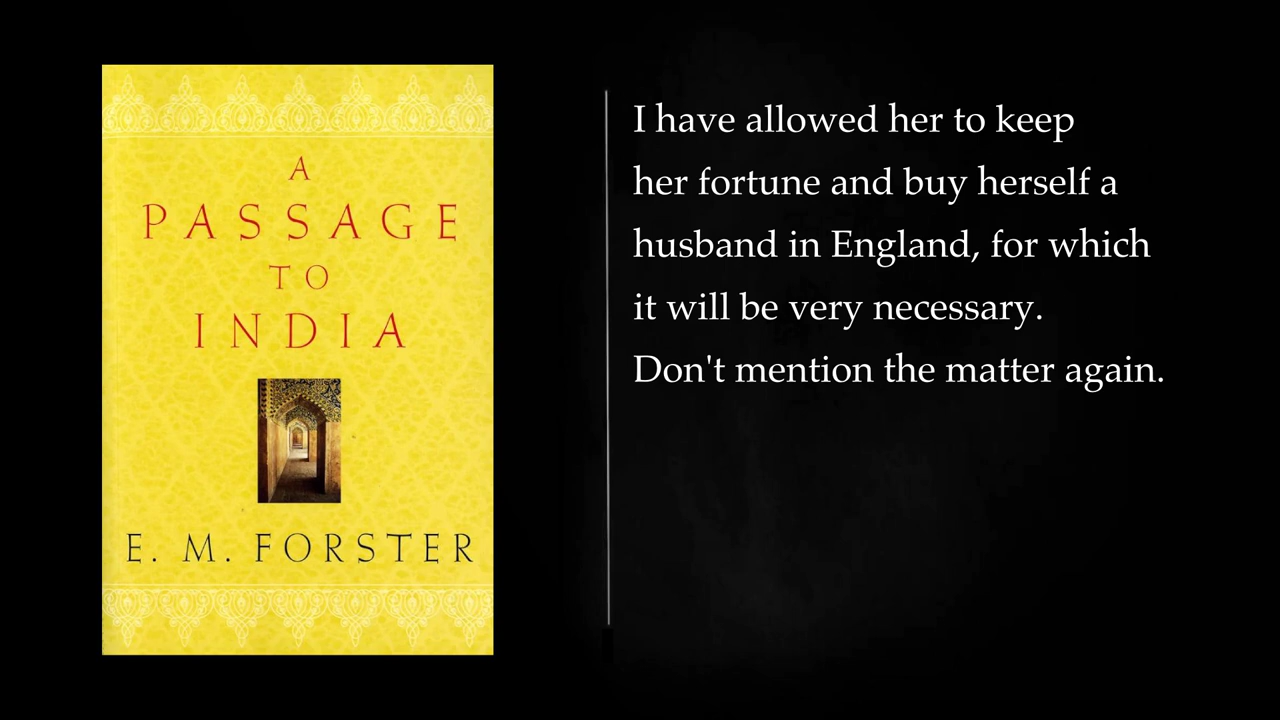 A
PASSAGE
TO
INDIA
E. M. FORSTER
I have allowed her to keep
her fortune and buy herself a
husband in England, for which
it will be very necessary.
Don't mention the matter again.